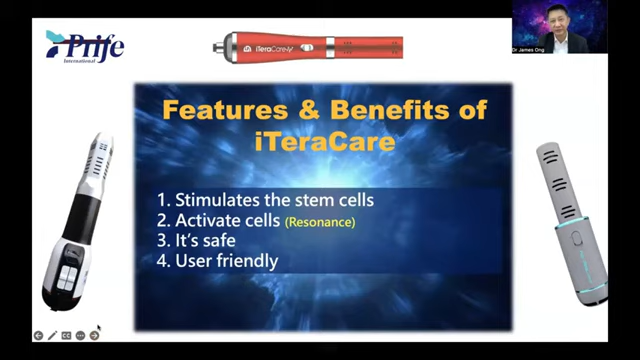 Prife
International
iTeraCare
Dr James Ong
Features & Benefits of
iTeraCare
1. Stimulates the stem cells
2. Activate cells (Resonance)
3. It's safe
4. User friendly
CC